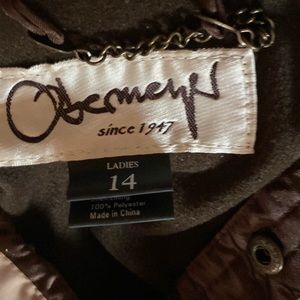 Obermeyer
since 1947
LADIES
14
100% Polyester
Made in China